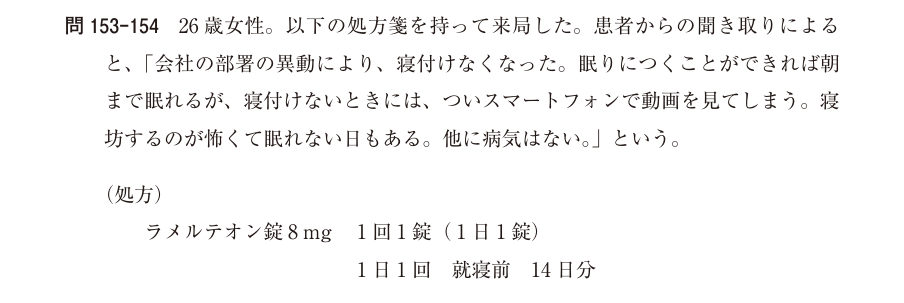 問 153-154　26 歳女性。以下の処方箋を持って来局した。患者からの聞き取りによる
と、「会社の部署の異動により、寝付けなくなった。眠りにつくことができれば朝
まで眠れるが、寝付けないときには、ついスマートフォンで動画を見てしまう。寝
坊するのが怖くて眠れない日もある。他に病気はない。」という。
（処方）
ラメルテオン錠８mg　１回１錠（１日１錠）
１日１回　就寝前　14 日分